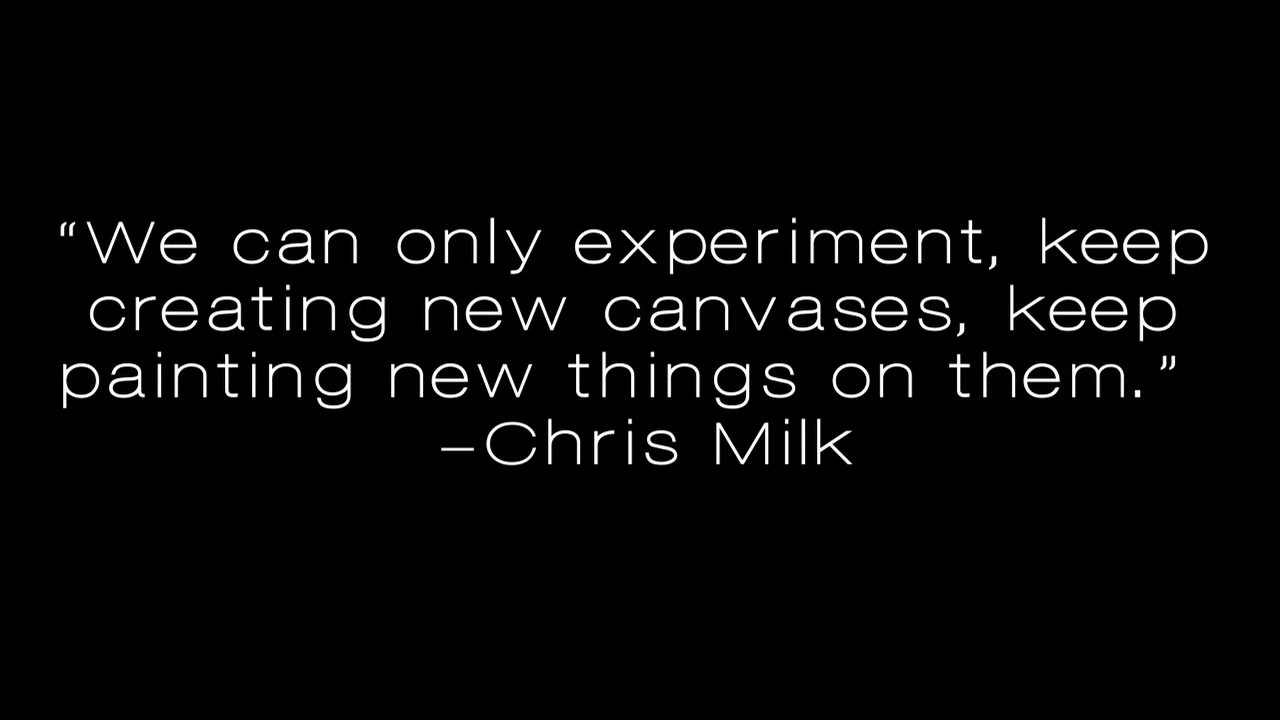 “We can only experiment, keep
creating new canvases, keep
painting new things on them.”
–Chris Milk